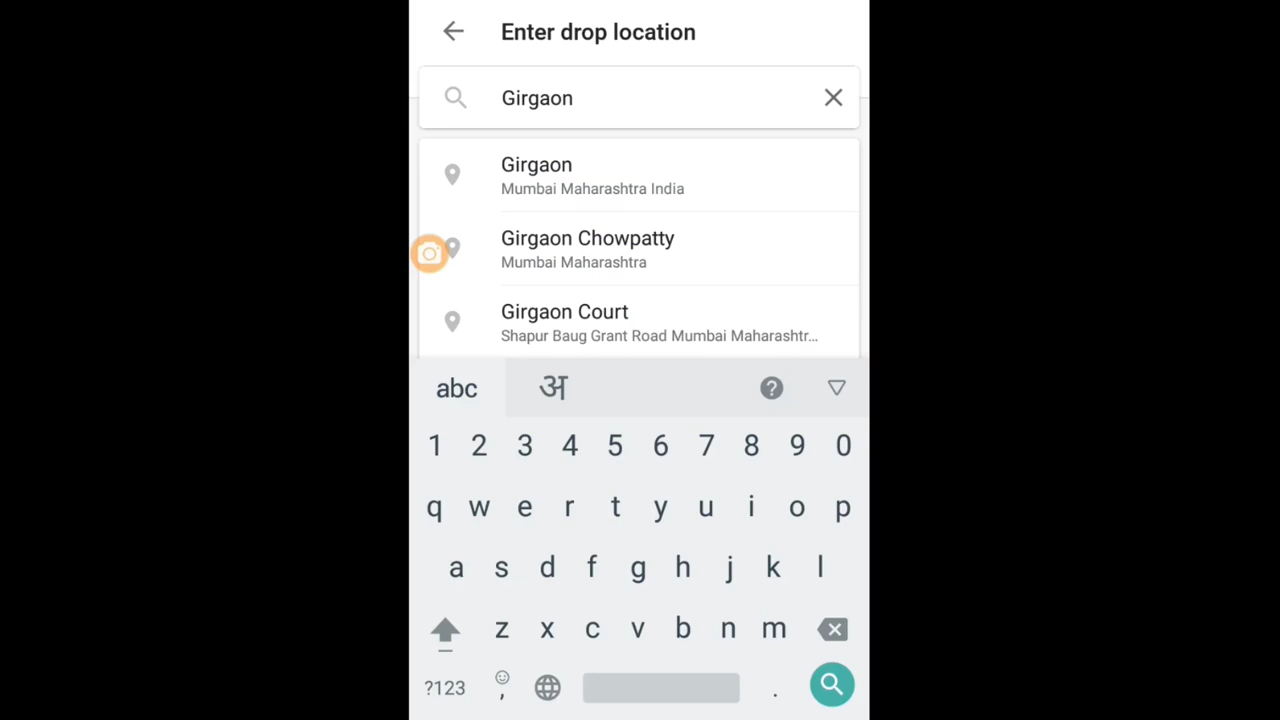 Enter drop location
Girgaon
Girgaon
Mumbai Maharashtra India
Girgaon Chowpatty
Mumbai Maharashtra
Girgaon Court
Shapur Baug Grant Road Mumbai Maharashtr...
abc अ ?
1 2 3 4 5 6 7 8 9 0
q w e r t y u i o p
a s d f g h j k l
z x c v b n m
?123 , .